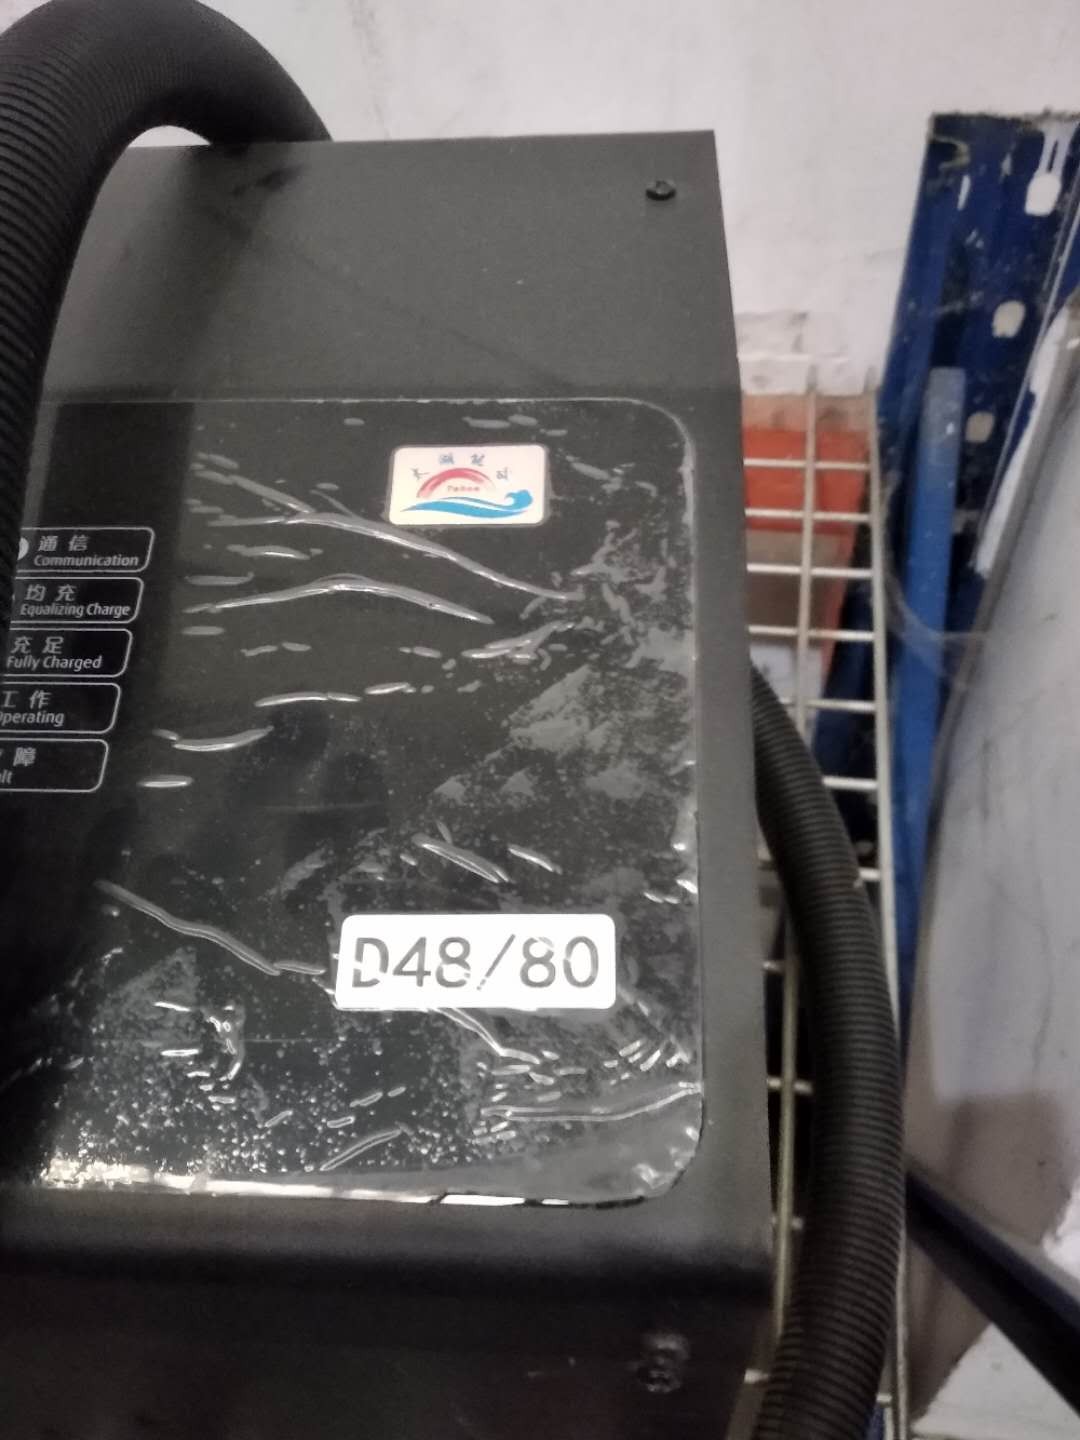 通信
Communication
均充
Equalizing Charge
充足
Fully Charged
工作
Operating
障
D48/80